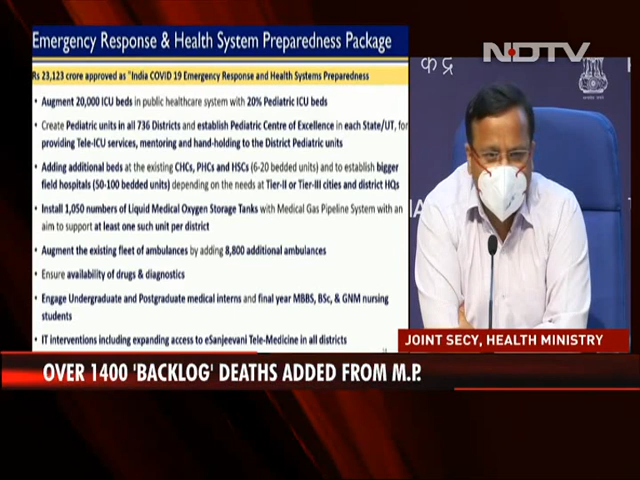 Emergency Response & Health System Preparedness Package
NDTV
Rs 23,123 crore approved as "India COVID 19 Emergency Response and Health Systems Preparedness
• Augment 20,000 ICU beds in public healthcare system with 20% Pediatric ICU beds
• Create Pediatric units in all 736 Districts and establish Pediatric Centre of Excellence in each State/UT, for
providing Tele-ICU services, mentoring and hand-holding to the District Pediatric units
• Adding additional beds at the existing CHCs, PHCs and HSCs (6-20 bedded units) and to establish bigger
field hospitals (50-100 bedded units) depending on the needs at Tier-II or Tier-III cities and district HQs
• Install 1,050 numbers of Liquid Medical Oxygen Storage Tanks with Medical Gas Pipeline System with an
aim to support at least one such unit per district
• Augment the existing fleet of ambulances by adding 8,800 additional ambulances
• Ensure availability of drugs & diagnostics
• Engage Undergraduate and Postgraduate medical interns and final year MBBS, BSc, & GNM nursing
students
• IT interventions including expanding access to eSanjeevani Tele-Medicine in all districts
JOINT SECY, HEALTH MINISTRY
OVER 1400 'BACKLOG' DEATHS ADDED FROM M.P.